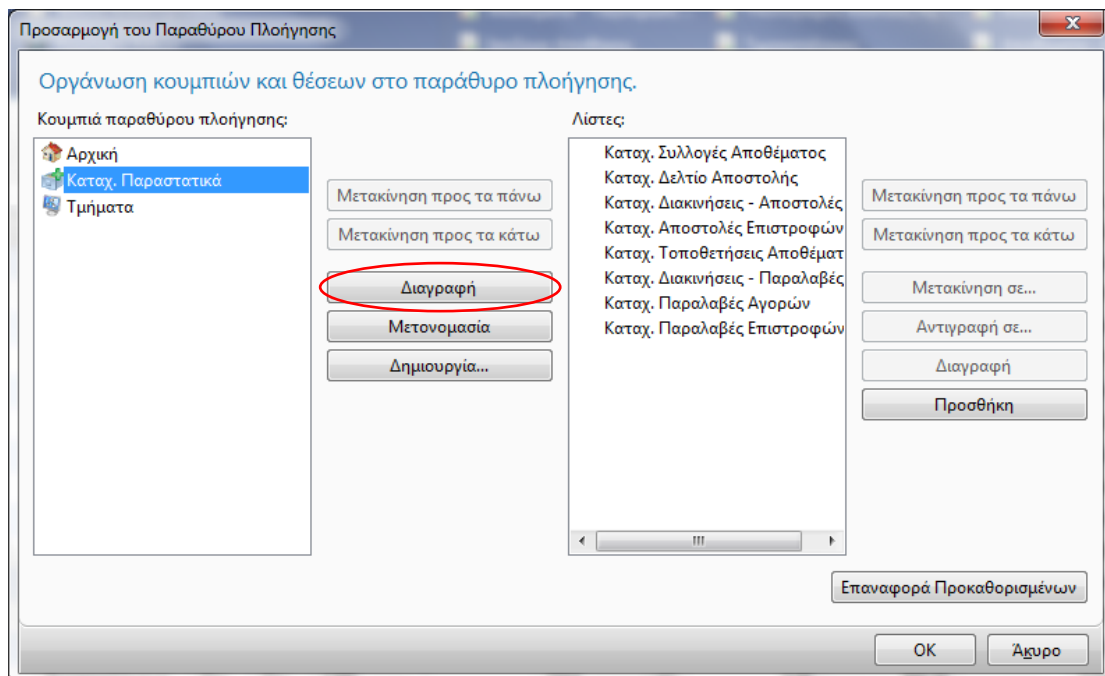 Προσαρμογή του Παραθύρου Πλοήγησης
Οργάνωση κουμπιών και θέσεων στο παράθυρο πλοήγησης.
Κουμπιά παραθύρου πλοήγησης:
Αρχική
Καταχ. Παραστατικά
Τμήματα
Μετακίνηση προς τα πάνω
Μετακίνηση προς τα κάτω
Διαγραφή
Μετονομασία
Δημιουργία...
Λίστες:
Καταχ. Συλλογές Αποθέματος
Καταχ. Δελτίο Αποστολής
Καταχ. Διακινήσεις - Αποστολές
Καταχ. Αποστολές Επιστροφών
Καταχ. Τοποθετήσεις Αποθέματ
Καταχ. Διακινήσεις - Παραλαβές
Καταχ. Παραλαβές Αγορών
Καταχ. Παραλαβές Επιστροφών
Μετακίνηση προς τα πάνω
Μετακίνηση προς τα κάτω
Μετακίνηση σε...
Αντιγραφή σε...
Διαγραφή
Προσθήκη
Επαναφορά Προκαθορισμένων
OK
Άκυρο